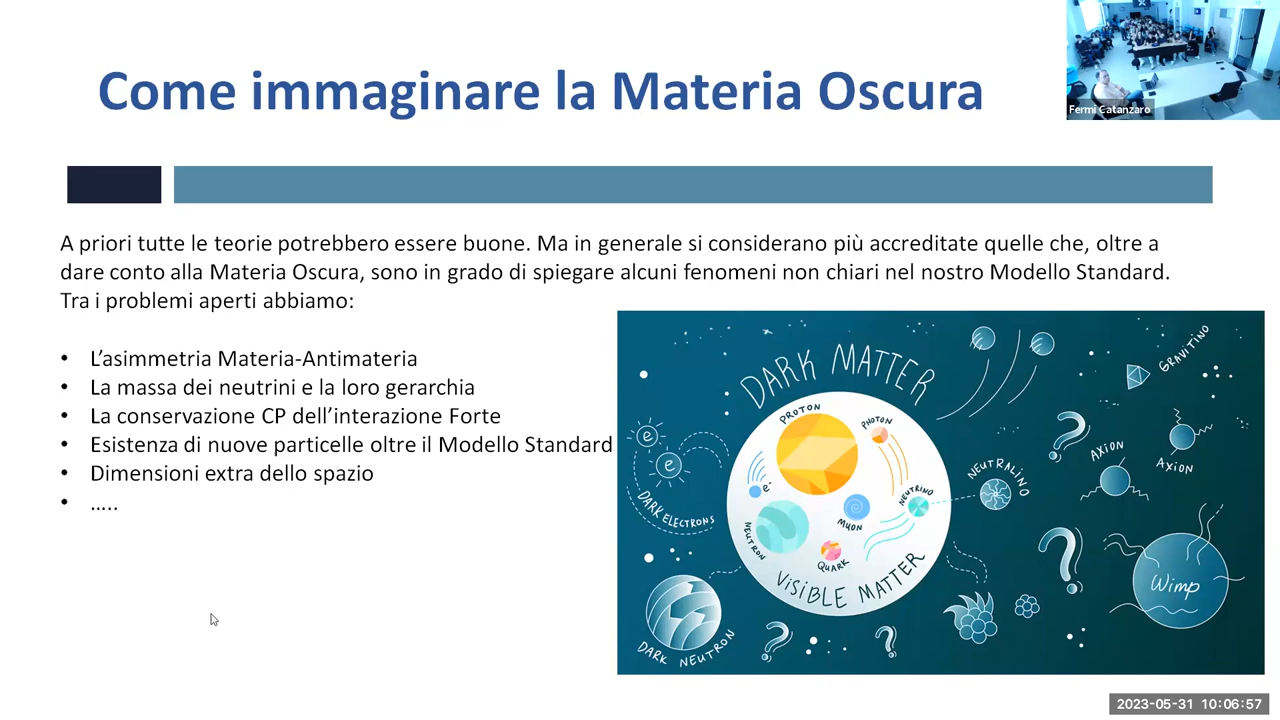 Come immaginare la Materia Oscura
Fermi Catanzaro
A priori tutte le teorie potrebbero essere buone. Ma in generale si considerano più accreditate quelle che, oltre a
dare conto alla Materia Oscura, sono in grado di spiegare alcuni fenomeni non chiari nel nostro Modello Standard.
Tra i problemi aperti abbiamo:
• L'asimmetria Materia-Antimateria
• La massa dei neutrini e la loro gerarchia
• La conservazione CP dell'interazione Forte
• Esistenza di nuove particelle oltre il Modello Standard
• Dimensioni extra dello spazio
• …..
DARK MATTER
GRAVITINO
PROTON
PHOTON
e
e
e⁻
DARK ELECTRONS
NEUTRON
MUON
QUARK
NEUTRINO
NEUTRALINO
?
AXION
AXION
VISIBLE MATTER
?
Wimp
DARK NEUTRON
?
?
2023-05-31 10:06:57